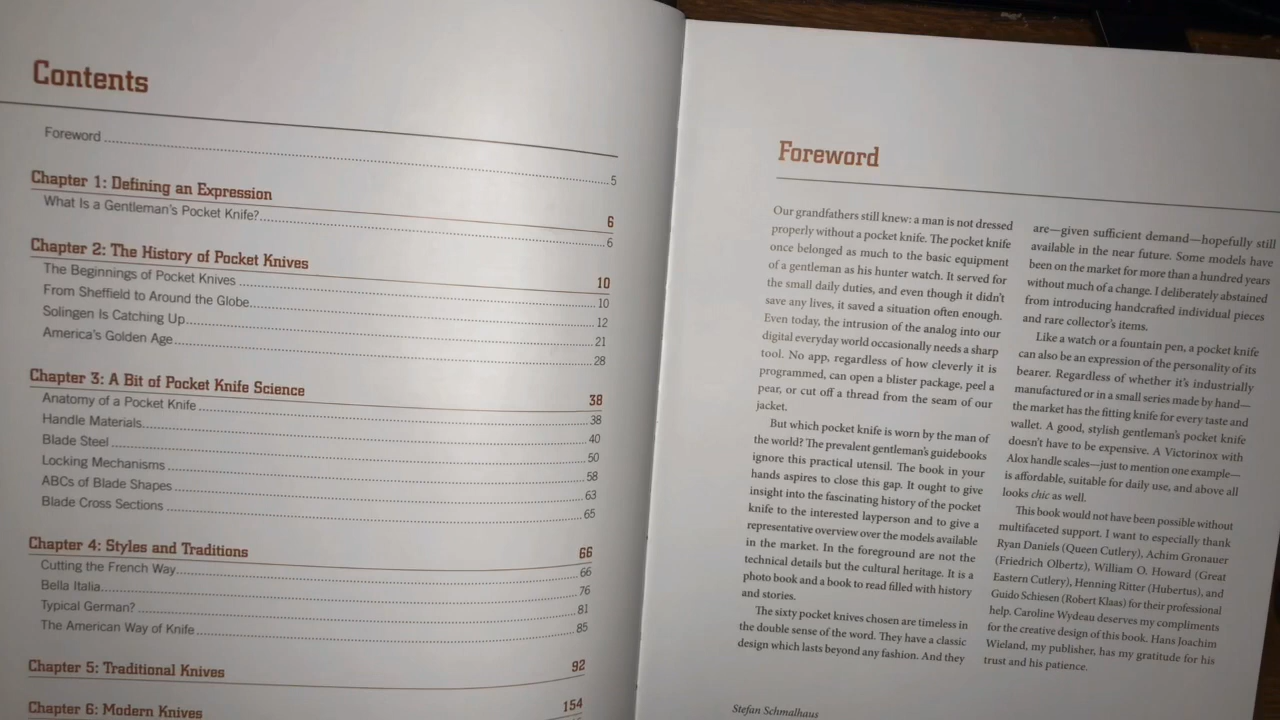 Contents
Foreword ........ 5
Chapter 1: Defining an Expression 6
What Is a Gentleman's Pocket Knife? ........ 6
Chapter 2: The History of Pocket Knives 10
The Beginnings of Pocket Knives ........ 10
From Sheffield to Around the Globe ........ 12
Solingen Is Catching Up ........ 21
America's Golden Age ........ 28
Chapter 3: A Bit of Pocket Knife Science 38
Anatomy of a Pocket Knife ........ 38
Handle Materials ........ 40
Blade Steel ........ 50
Locking Mechanisms ........ 58
ABCs of Blade Shapes ........ 63
Blade Cross Sections ........ 65
Chapter 4: Styles and Traditions 66
Cutting the French Way ........ 66
Bella Italia ........ 76
Typical German? ........ 81
The American Way of Knife ........ 85
Chapter 5: Traditional Knives 92
Chapter 6: Modern Knives 154
Foreword
Our grandfathers still knew: a man is not dressed
properly without a pocket knife. The pocket knife
once belonged as much to the basic equipment
of a gentleman as his hunter watch. It served for
the small daily duties, and even though it didn't
save any lives, it saved a situation often enough.
Even today, the intrusion of the analog into our
digital everyday world occasionally needs a sharp
tool. No app, regardless of how cleverly it is
programmed, can open a blister package, peel a
pear, or cut off a thread from the seam of our
jacket.
But which pocket knife is worn by the man of
the world? The prevalent gentleman's guidebooks
ignore this practical utensil. The book in your
hands aspires to close this gap. It ought to give
insight into the fascinating history of the pocket
knife to the interested layperson and to give a
representative overview over the models available
in the market. In the foreground are not the
technical details but the cultural heritage. It is a
photo book and a book to read filled with history
and stories.
The sixty pocket knives chosen are timeless in
the double sense of the word. They have a classic
design which lasts beyond any fashion. And they
are—given sufficient demand—hopefully still
available in the near future. Some models have
been on the market for more than a hundred years
without much of a change. I deliberately abstained
from introducing handcrafted individual pieces
and rare collector's items.
Like a watch or a fountain pen, a pocket knife
can also be an expression of the personality of its
bearer. Regardless of whether it's industrially
manufactured or in a small series made by hand—
the market has the fitting knife for every taste and
wallet. A good, stylish gentleman's pocket knife
doesn't have to be expensive. A Victorinox with
Alox handle scales—just to mention one example—
is affordable, suitable for daily use, and above all
looks chic as well.
This book would not have been possible without
multifaceted support. I want to especially thank
Ryan Daniels (Queen Cutlery), Achim Gronauer
(Friedrich Olbertz), William O. Howard (Great
Eastern Cutlery), Henning Ritter (Hubertus), and
Guido Schiesen (Robert Klaas) for their professional
help. Caroline Wydeau deserves my compliments
for the creative design of this book. Hans Joachim
Wieland, my publisher, has my gratitude for his
trust and his patience.
Stefan Schmalhaus